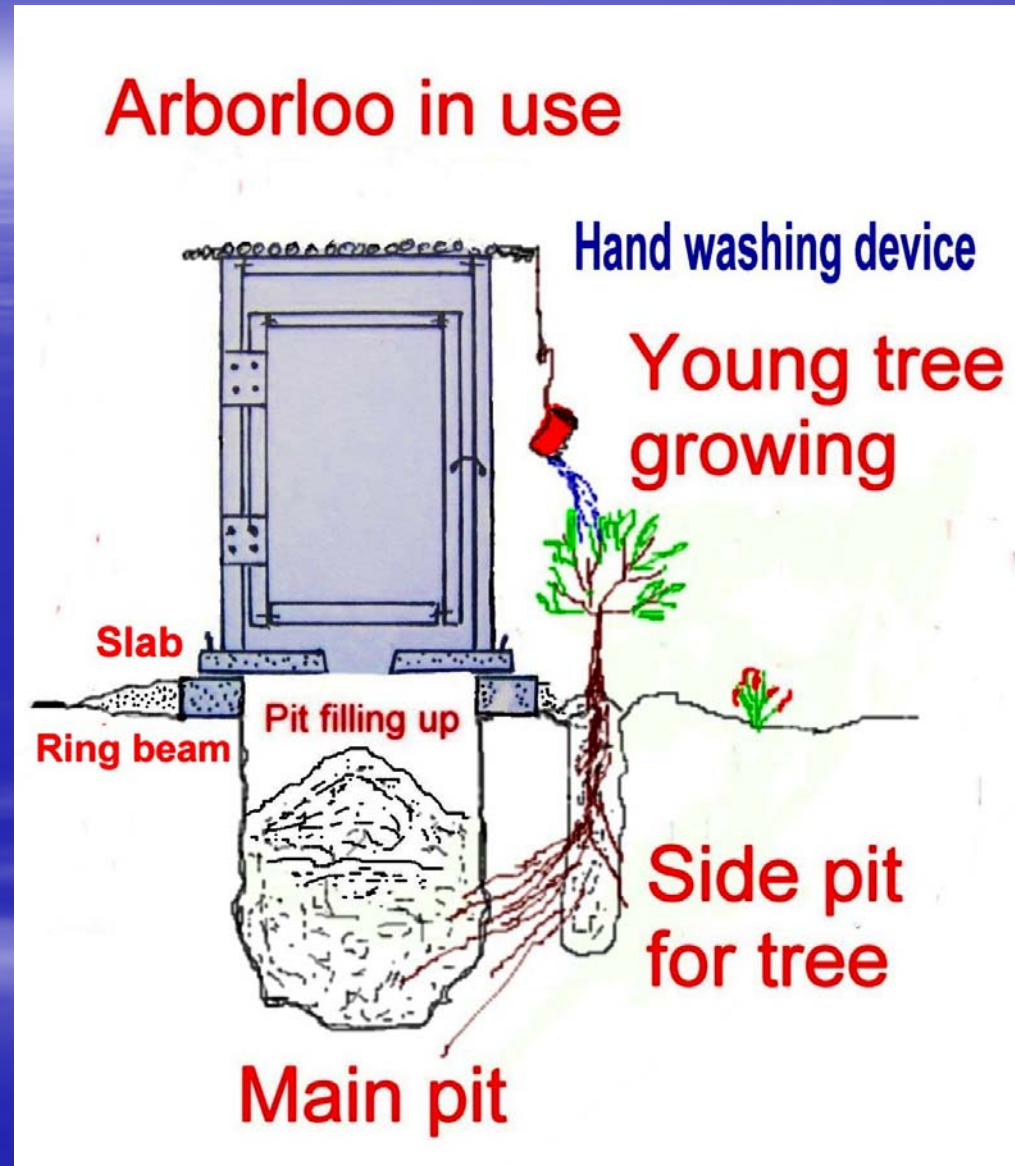 Arborloo in use
Hand washing device
Young tree
growing
Slab
Pit filling up
Ring beam
Side pit
for tree
Main pit